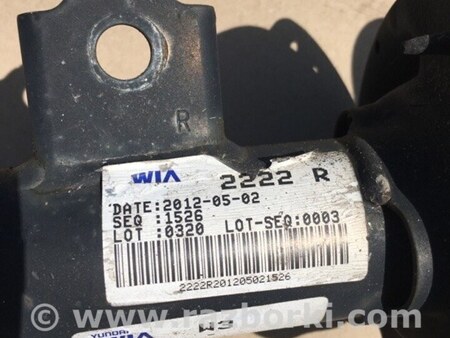 R
WIA 2222 R
DATE:2012-05-02
SEQ :1526
LOT :0320 LOT-SEQ:0003
2222R201205021526
© www.razborki.com